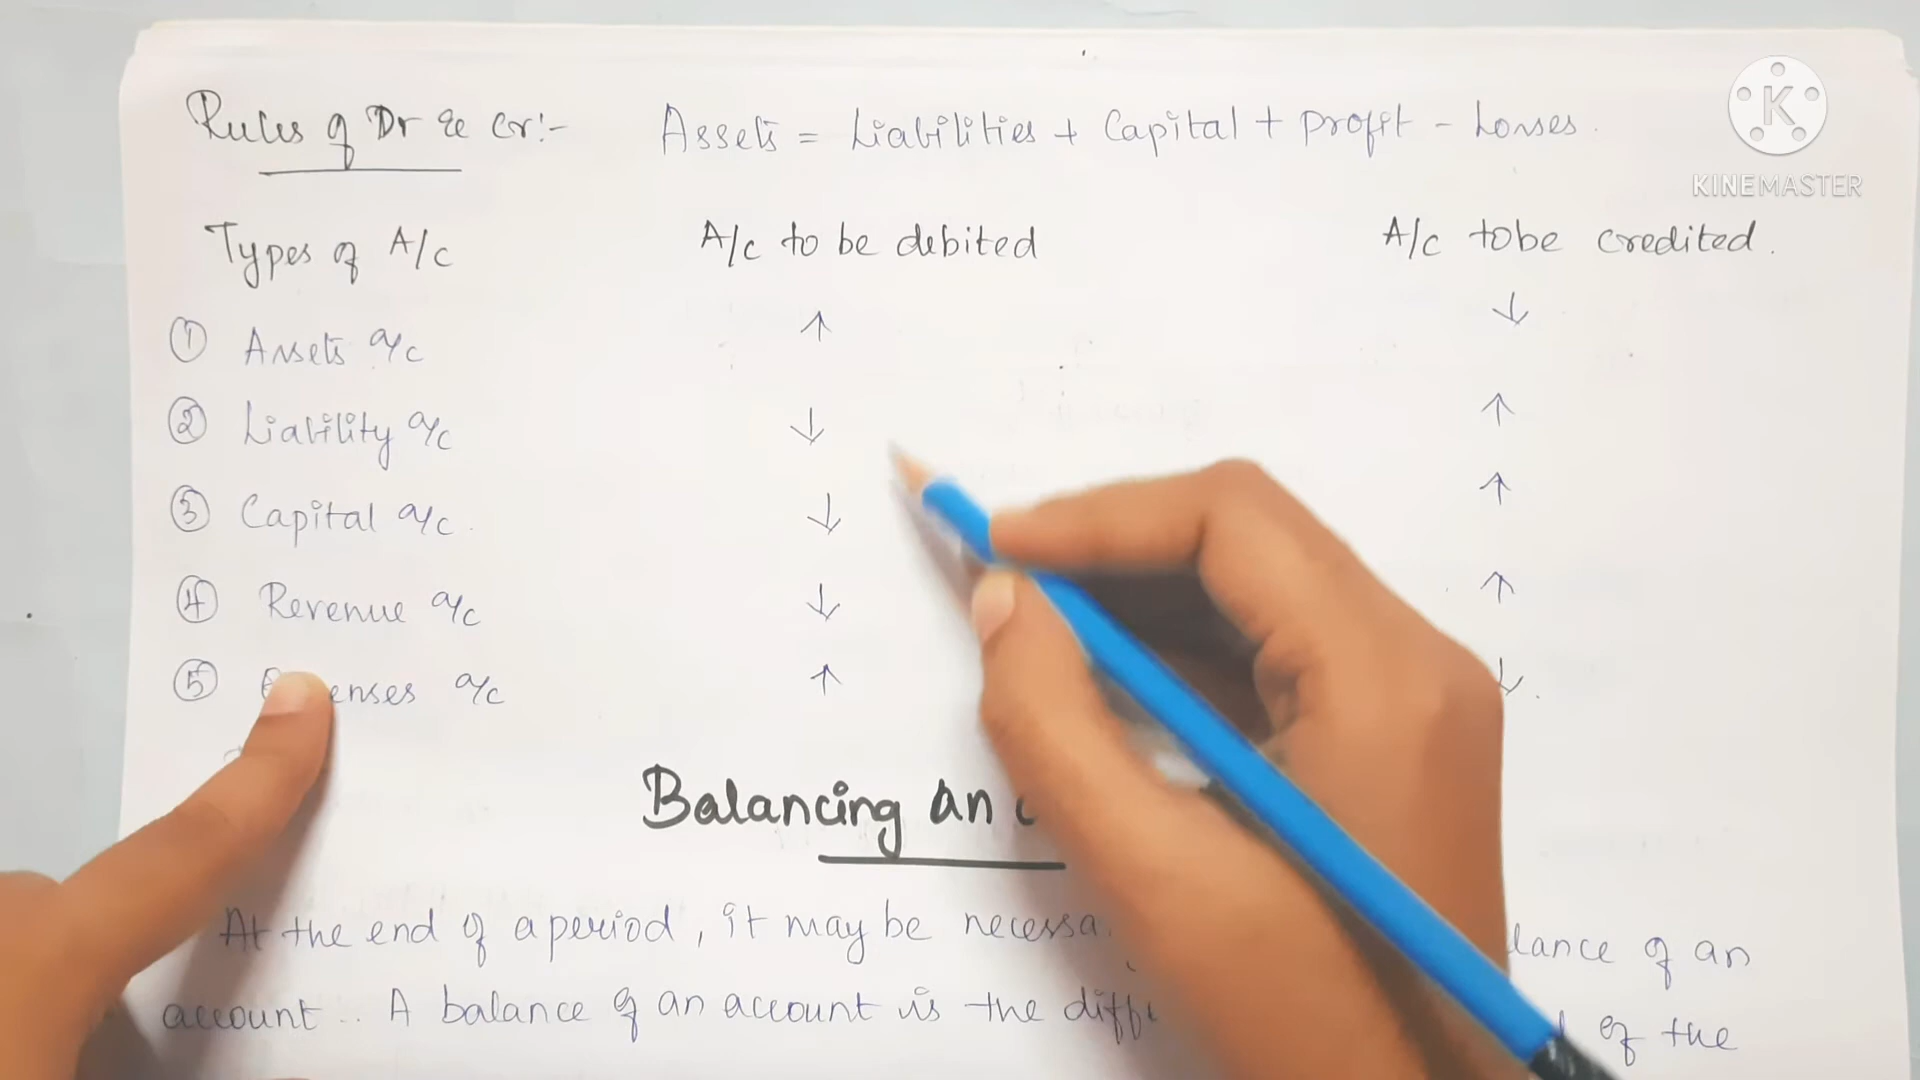 Rules of Dr & Cr:- Assets = Liabilities + Capital + Profit - Losses.
KINEMASTER
Types of A/c A/c to be debited A/c tobe credited.
① Assets a/c ↑ ↓
② Liability a/c ↓ ↑
③ Capital a/c. ↓ ↑
④ Revenue a/c ↓ ↑
⑤ enses a/c ↑ ↓.
Balancing an
At the end of a period, it may be lance of an
account.. A balance of an account is the of the